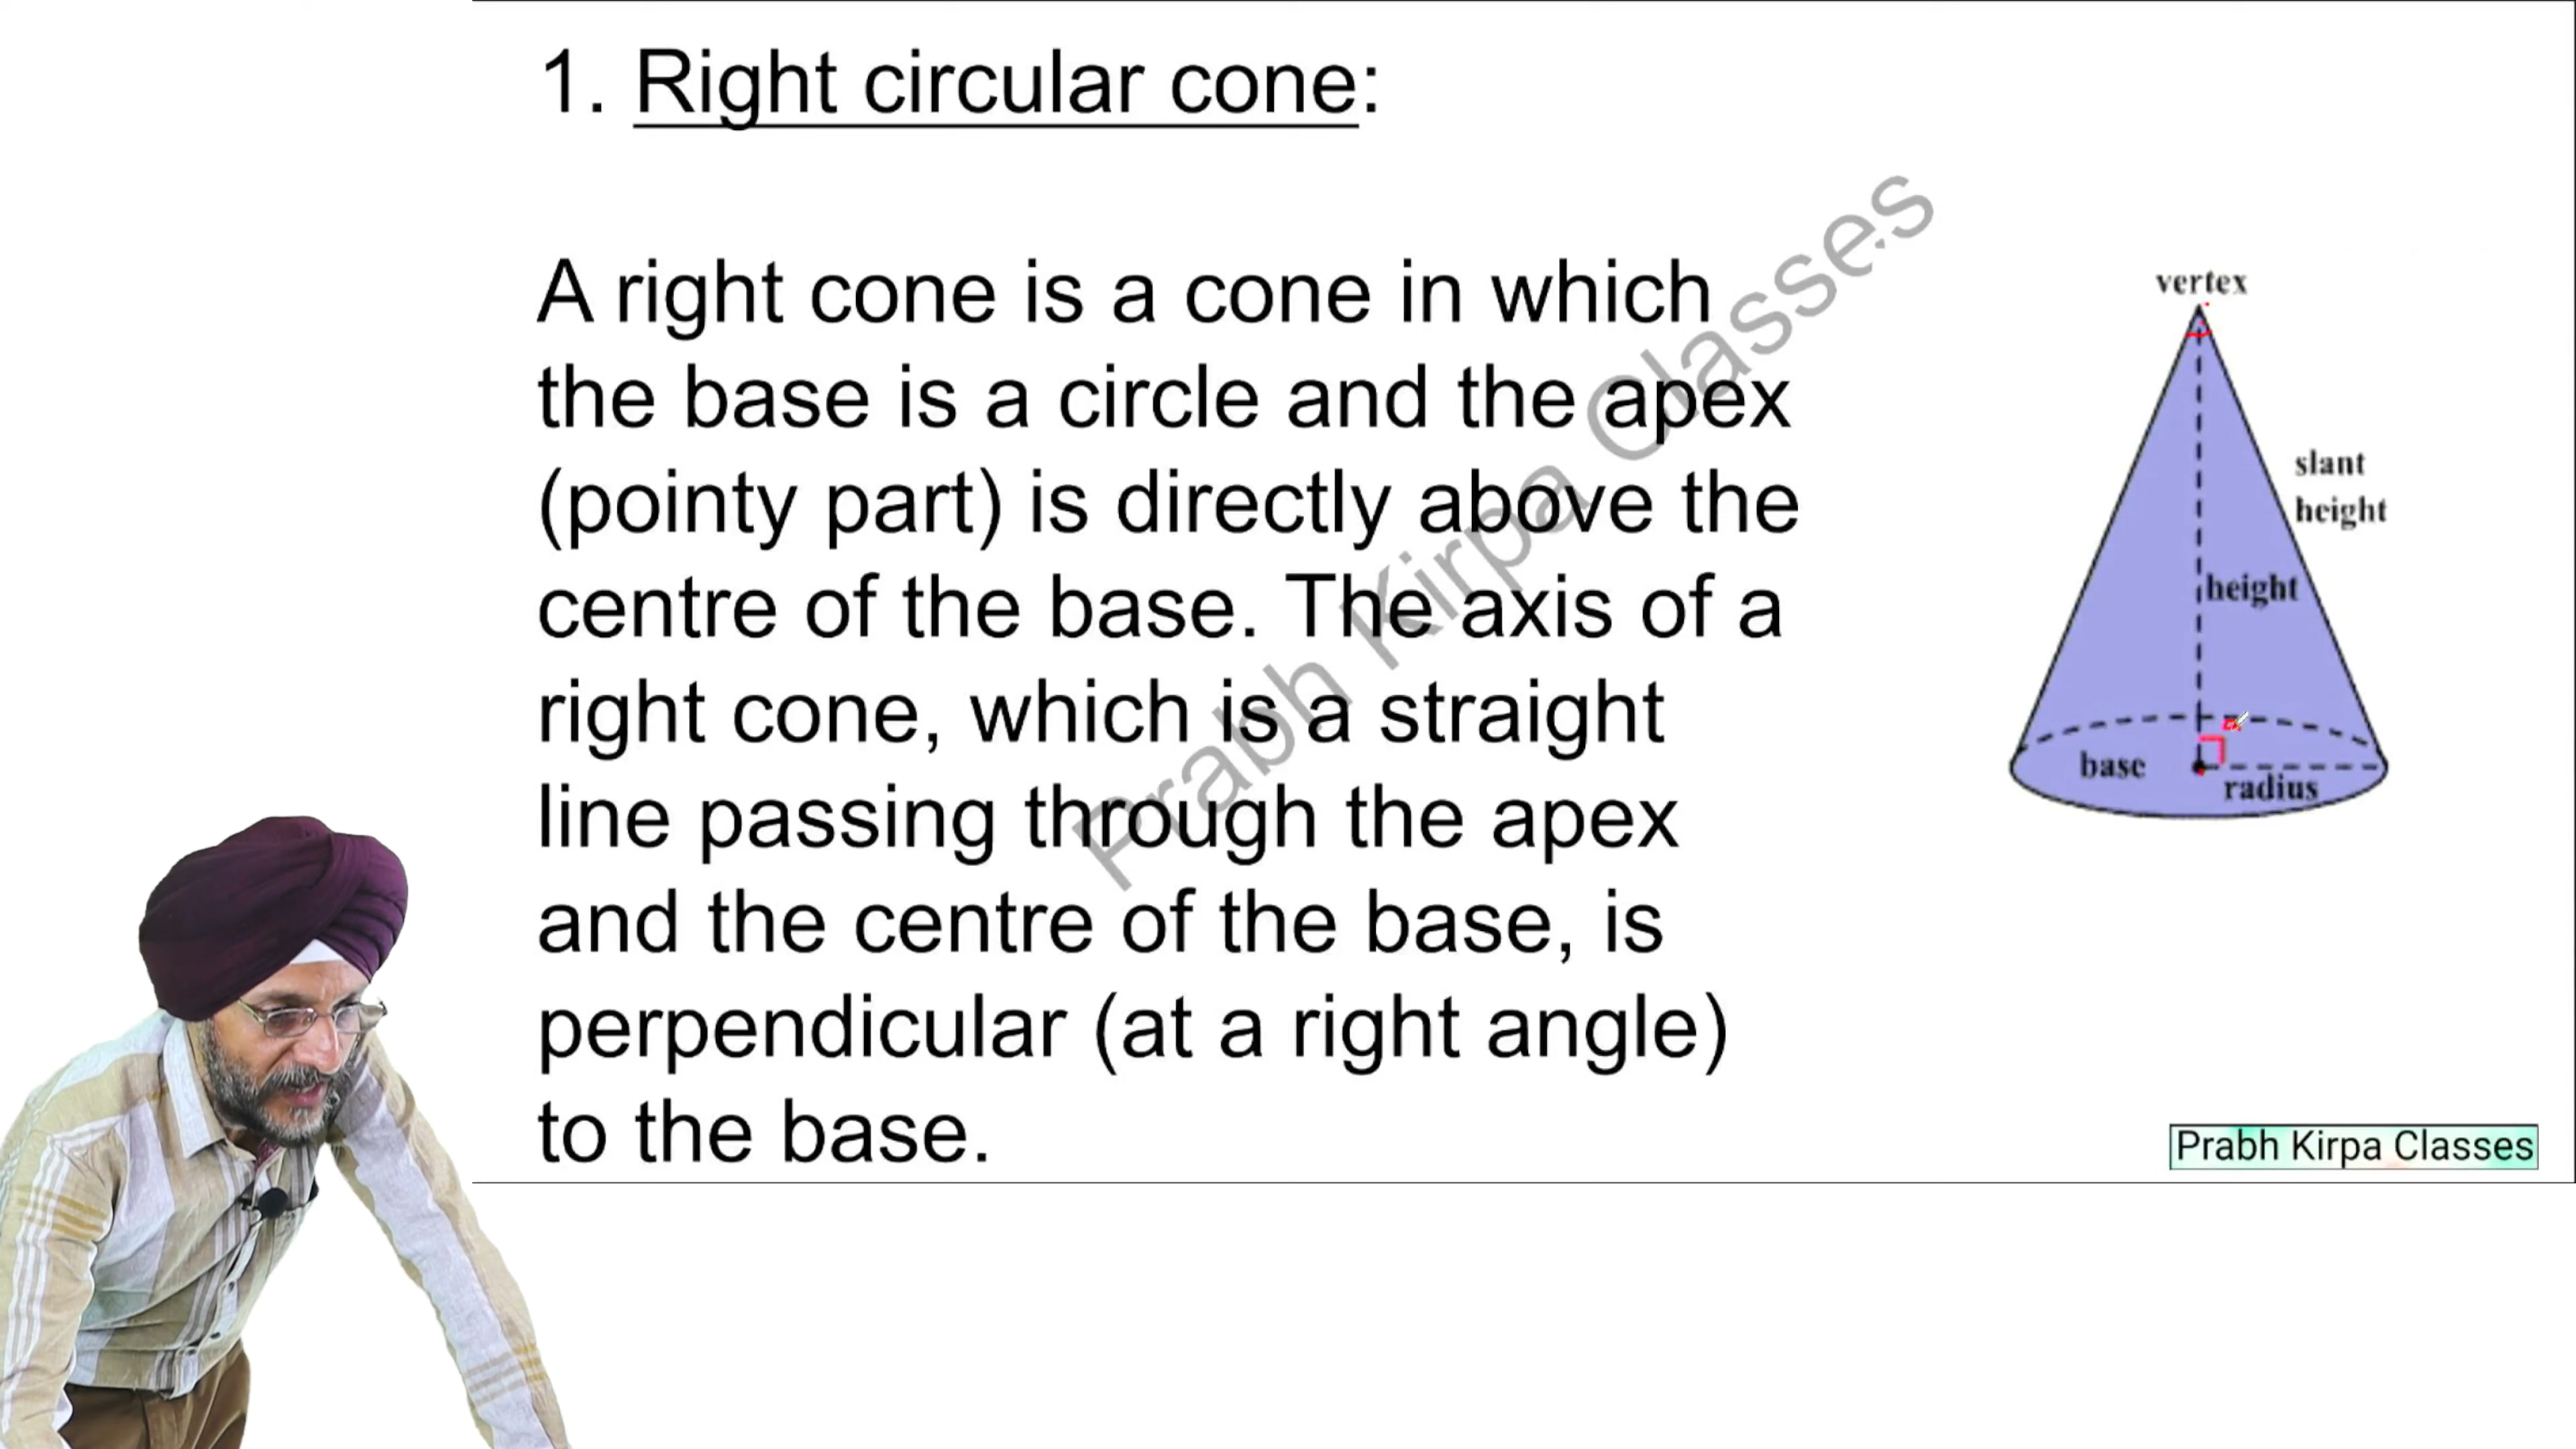 1. Right circular cone:
A right cone is a cone in which
the base is a circle and the apex
(pointy part) is directly above the
centre of the base. The axis of a
right cone, which is a straight
line passing through the apex
and the centre of the base, is
perpendicular (at a right angle)
to the base.
Prabh Kirpa Classes
vertex
slant
height
height
base
radius
Prabh Kirpa Classes